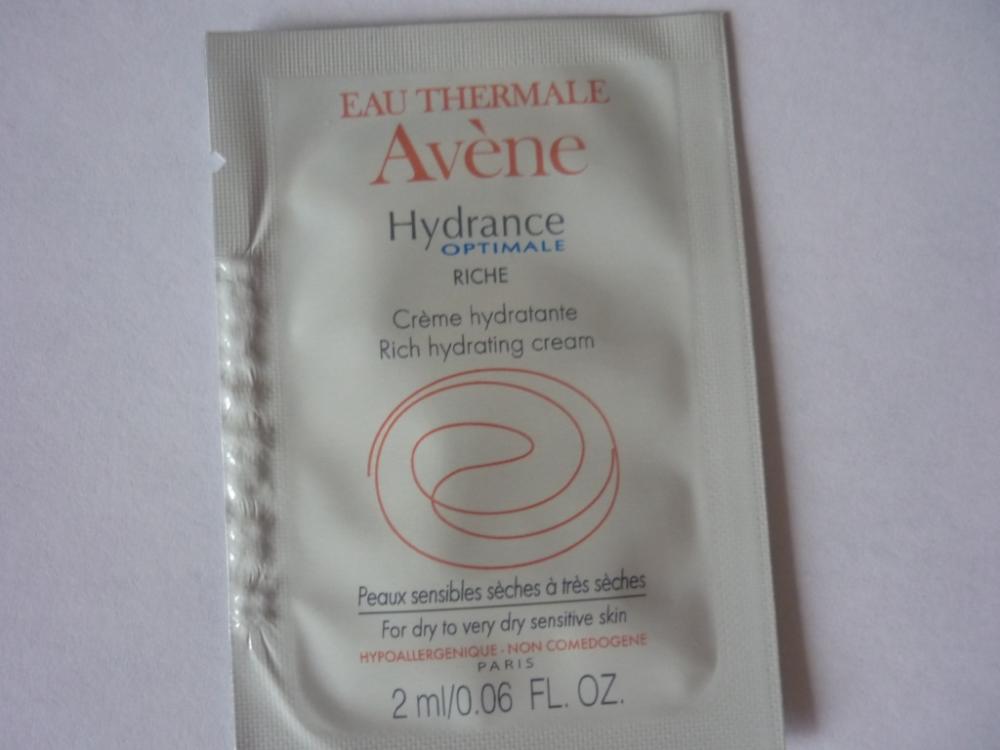 EAU THERMALE
Avène
Hydrance
OPTIMALE
RICHE
Crème hydratante
Rich hydrating cream
Peaux sensibles sèches à très sèches
For dry to very dry sensitive skin
HYPOALLERGENIQUE - NON COMEDOGENE
PARIS
2 ml/0.06 FL. OZ.